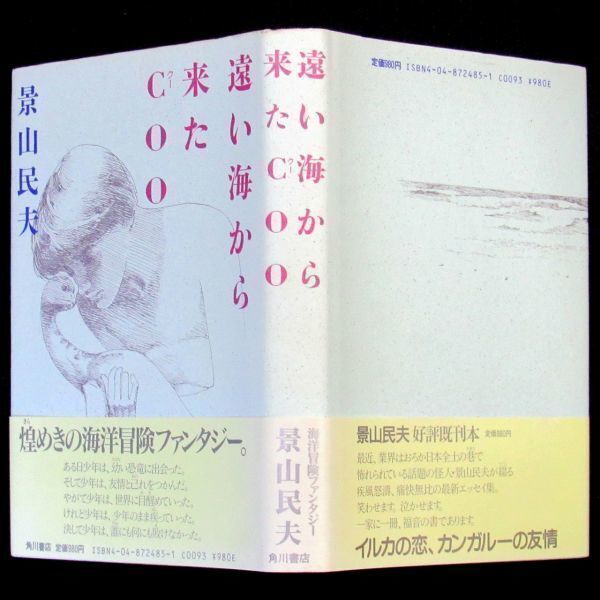 遠い海から
来た
COO
クー
景山民夫
煌めきの海洋冒険ファンタジー。
きら
ある日少年は、幼い恐竜に出会った。
そして少年は、友情とこれをつかんだ。
やがて少年は、世界に目醒めていった。
けれど少年は、少年のまま疾っていった。
決して少年は、誰にも何にも敗けなかった。
定価980円 ISBN4-04-872485-1 C0093 ¥980E
遠い海から
来たCOO
クー
海洋冒険ファンタジー
景山民夫
角川書店
定価980円 ISBN4-04-872485-1 C0093 ¥980E
景山民夫 好評既刊本 定価880円
最近、業界はおろか日本全土の巷で
怖れられている話題の怪人・景山民夫が綴る
疾風怒濤、痛快無比の最新エッセイ集。
笑わせます。泣かせます。
一家に一冊、福音の書であります。
イルカの恋、カンガルーの友情